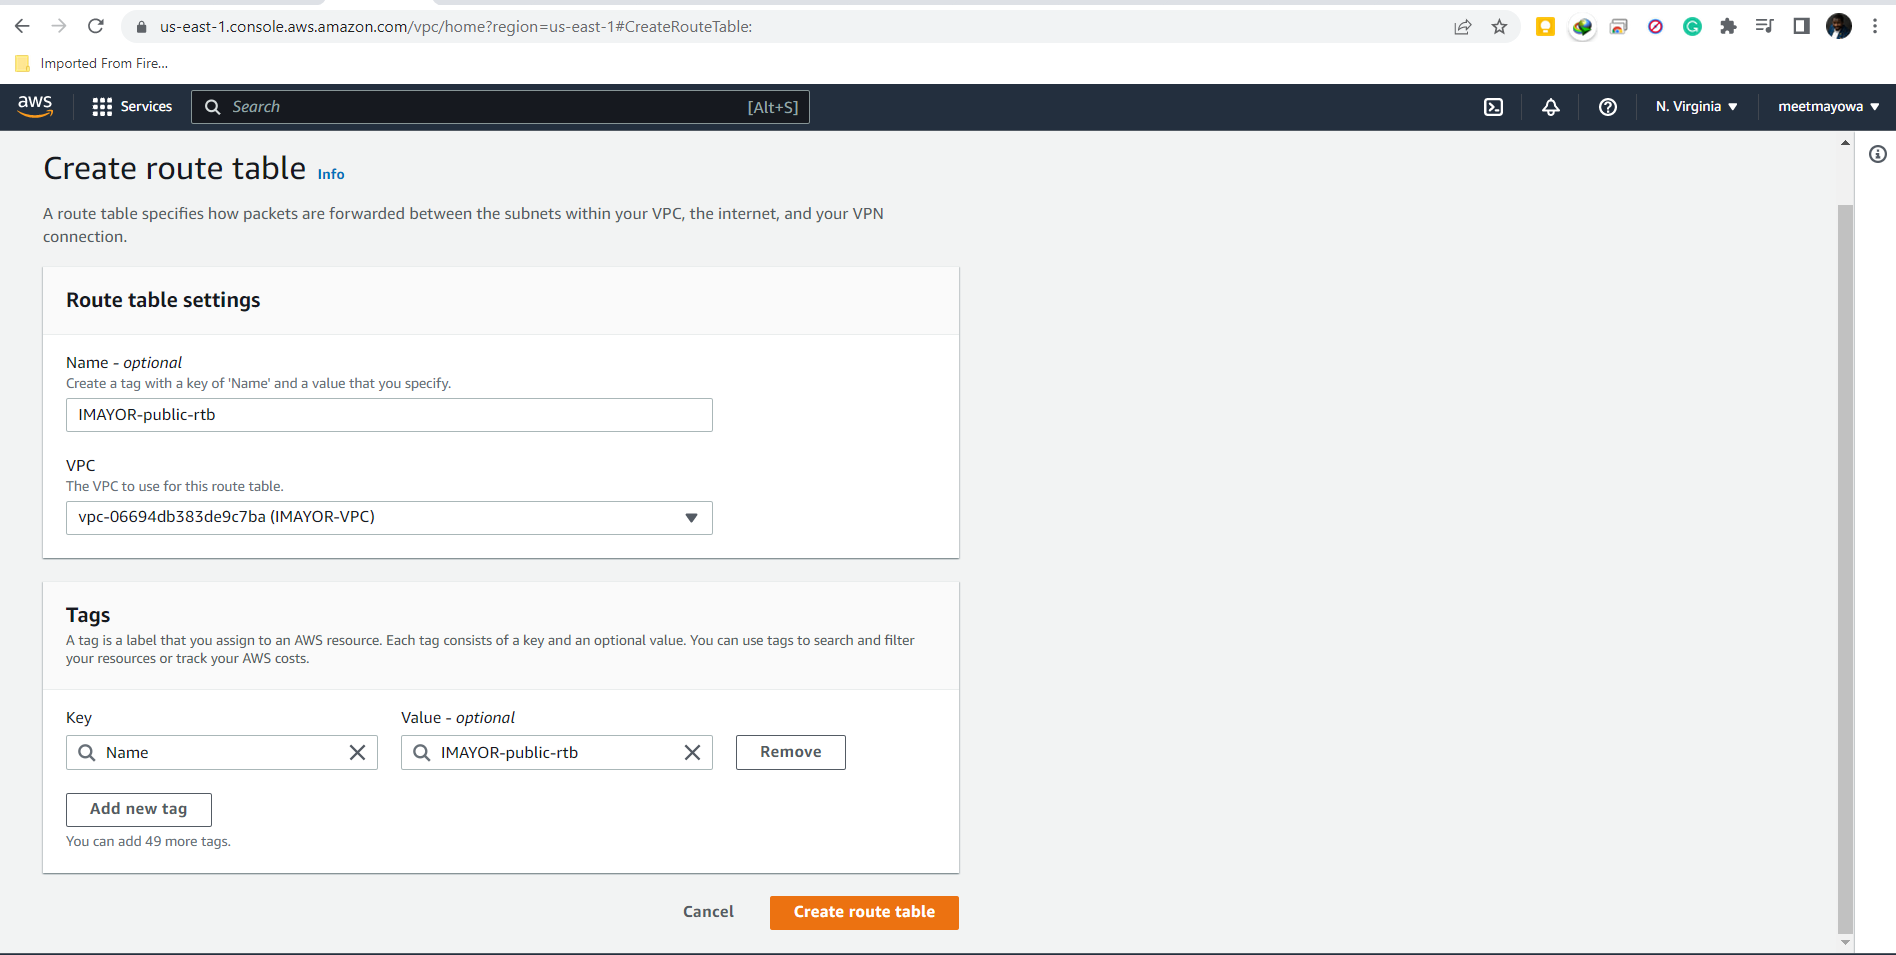 us-east-1.console.aws.amazon.com/vpc/home?region=us-east-1#CreateRouteTable:
Imported From Fire...
aws
Services
Search
[Alt+S]
N. Virginia
meetmayowa
Create route table Info
A route table specifies how packets are forwarded between the subnets within your VPC, the internet, and your VPN
connection.
Route table settings
Name - optional
Create a tag with a key of 'Name' and a value that you specify.
IMAYOR-public-rtb
VPC
The VPC to use for this route table.
vpc-06694db383de9c7ba (IMAYOR-VPC)
Tags
A tag is a label that you assign to an AWS resource. Each tag consists of a key and an optional value. You can use tags to search and filter
your resources or track your AWS costs.
Key
Value - optional
Name
IMAYOR-public-rtb
Remove
Add new tag
You can add 49 more tags.
Cancel
Create route table